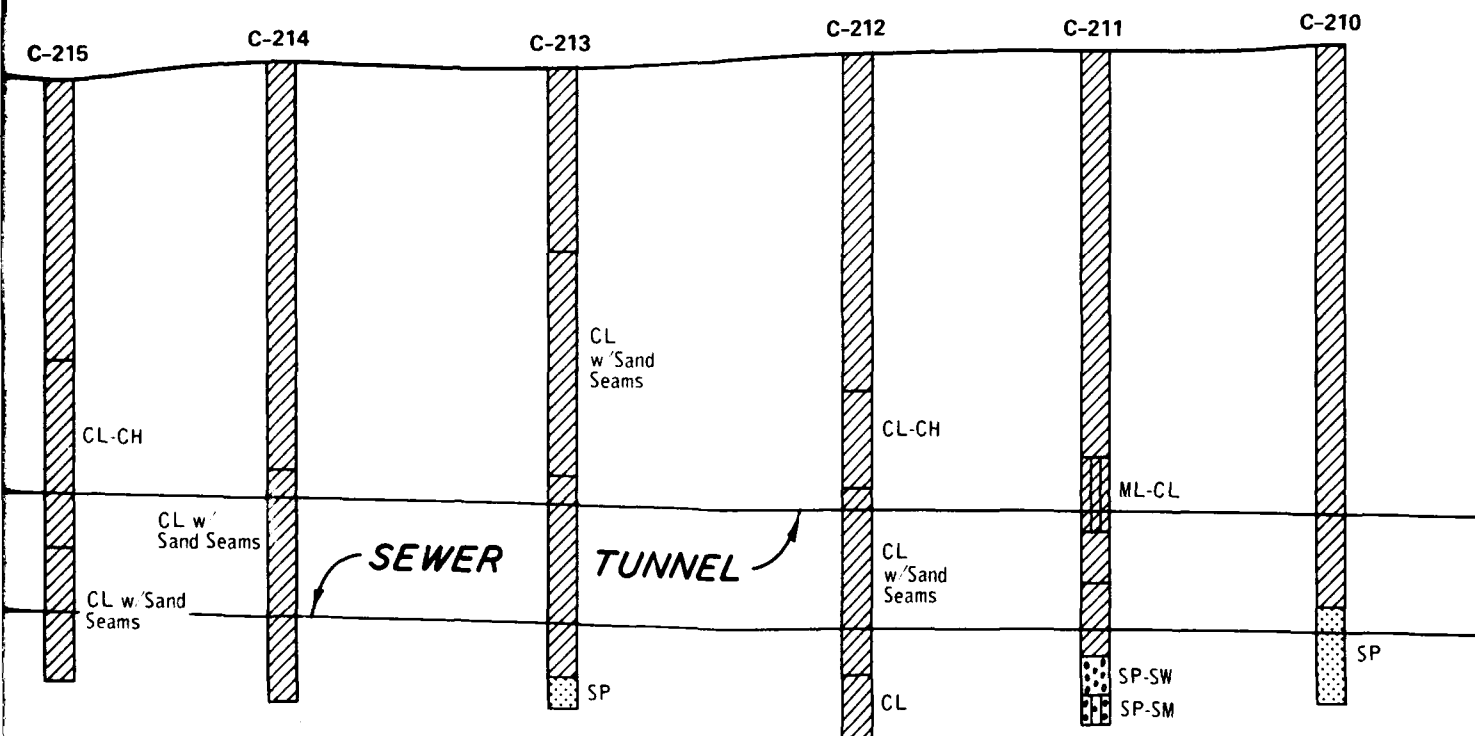 C-215
C-214
C-213
C-212
C-211
C-210
CL
w/Sand
Seams
CL-CH
CL-CH
ML-CL
CL w/
Sand Seams
SEWER TUNNEL
CL
w/Sand
Seams
CL w/Sand
Seams
SP
SP-SW
SP
CL
SP-SM